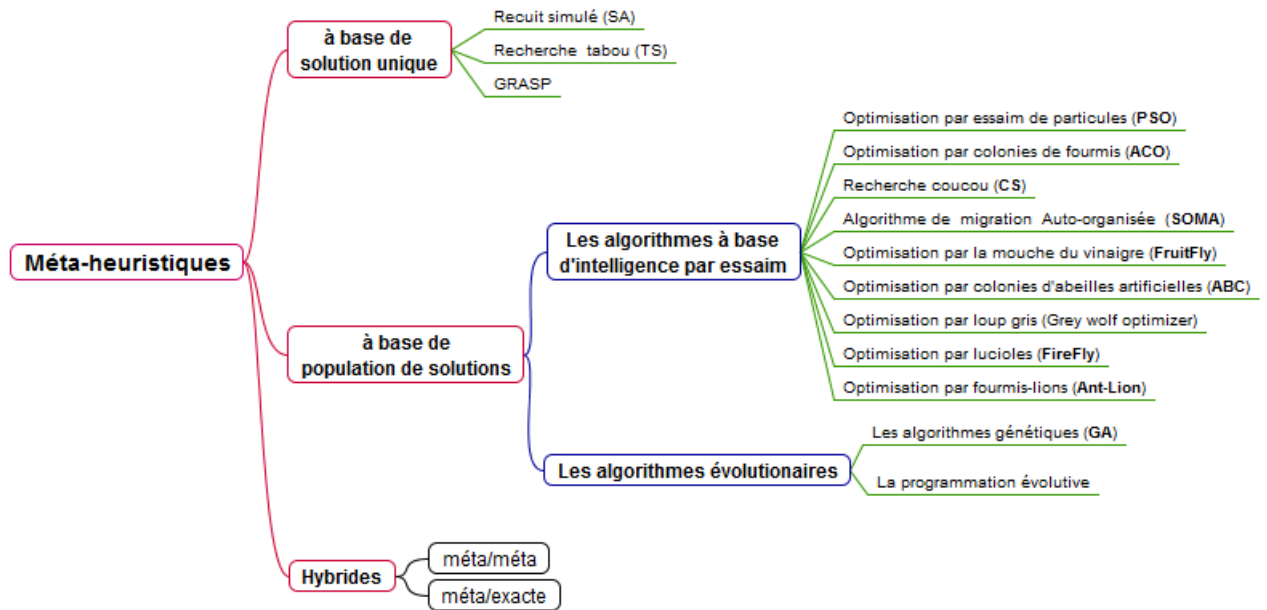 à base de
solution unique
Recuit simulé (SA)
Recherche tabou (TS)
GRASP
Méta-heuristiques
à base de
population de solutions
Les algorithmes à base
d'intelligence par essaim
Optimisation par essaim de particules (PSO)
Optimisation par colonies de fourmis (ACO)
Recherche coucou (CS)
Algorithme de migration Auto-organisée (SOMA)
Optimisation par la mouche du vinaigre (FruitFly)
Optimisation par colonies d'abeilles artificielles (ABC)
Optimisation par loup gris (Grey wolf optimizer)
Optimisation par lucioles (FireFly)
Optimisation par fourmis-lions (Ant-Lion)
Les algorithmes évolutionaires
Les algorithmes génétiques (GA)
La programmation évolutive
Hybrides
méta/méta
méta/exacte